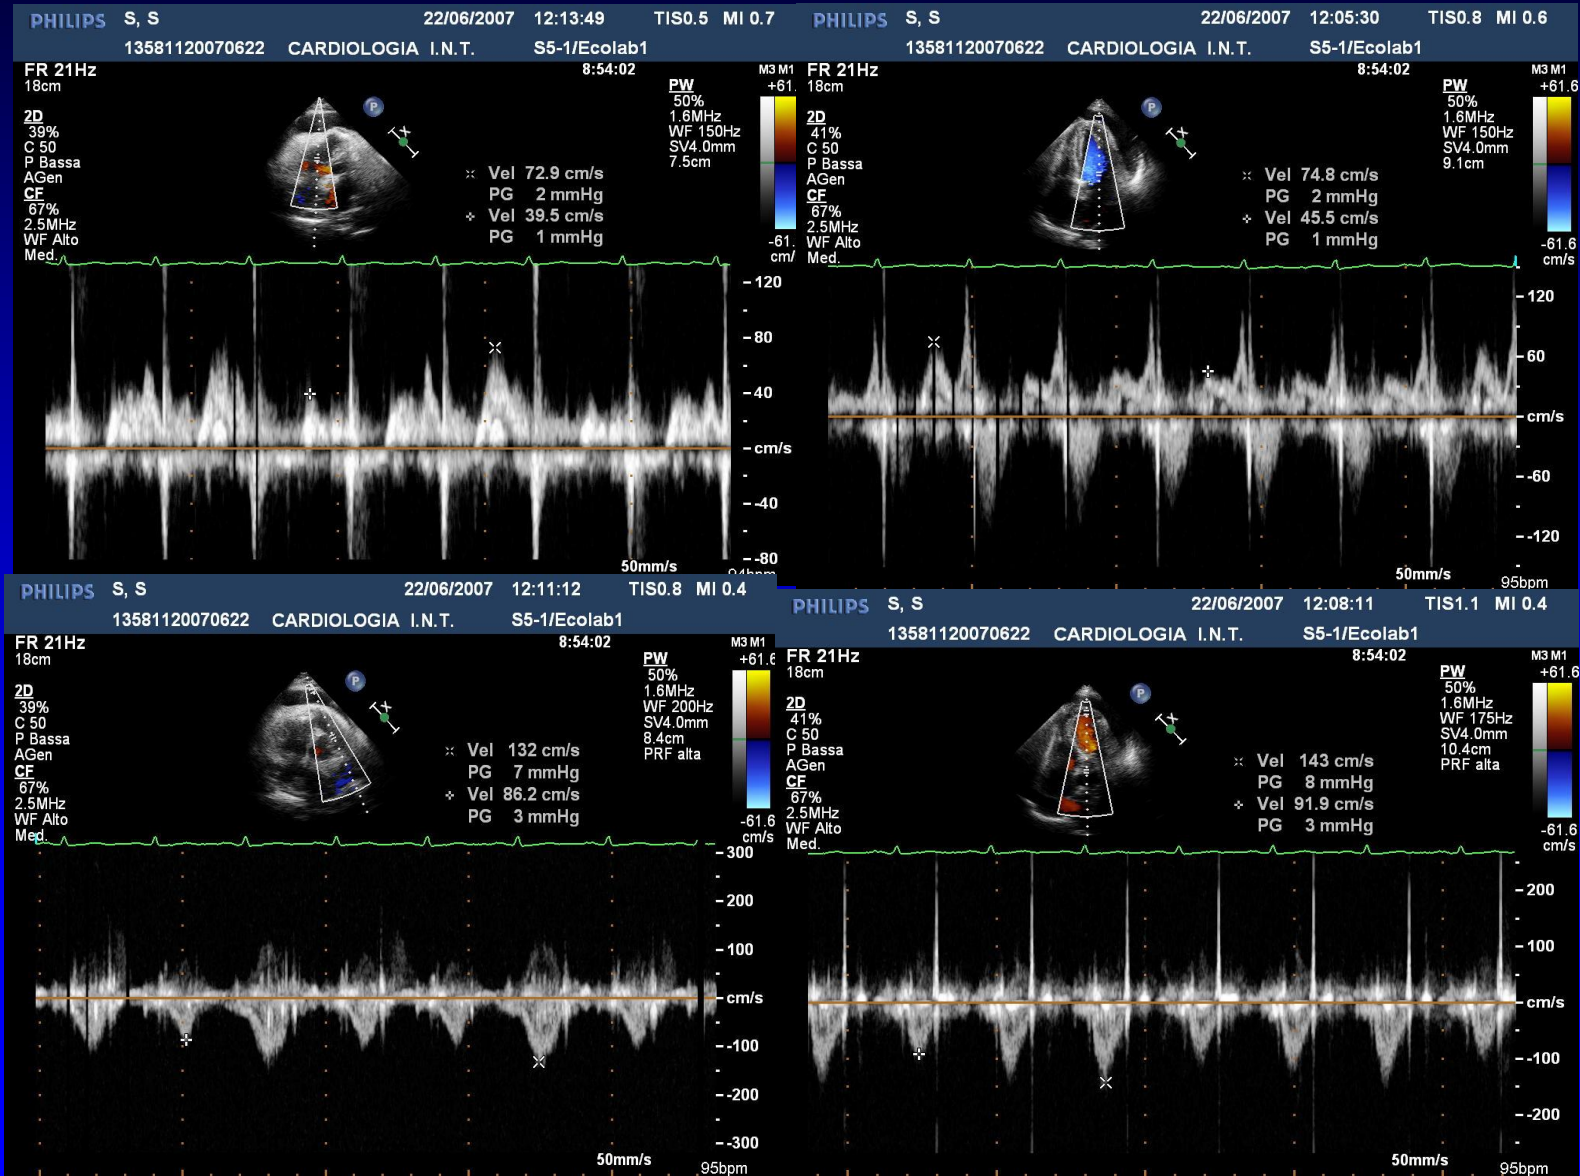 PHILIPS S, S 22/06/2007 12:13:49 TIS0.5 MI 0.7
13581120070622 CARDIOLOGIA I.N.T. S5-1/Ecolab1
FR 21Hz 8:54:02 M3 M1
18cm
+61.
PW
50%
1.6MHz
WF 150Hz
SV4.0mm
7.5cm
2D
39%
C 50
P Bassa
AGen
CF
67%
2.5MHz
WF Alto
Med.
P
X
Vel 72.9 cm/s
PG 2 mmHg
Vel 39.5 cm/s
PG 1 mmHg
-61.
cm/
120
80
40
cm/s
-40
-80
50mm/s
94bpm
PHILIPS S, S 22/06/2007 12:05:30 TIS0.8 MI 0.6
13581120070622 CARDIOLOGIA I.N.T. S5-1/Ecolab1
FR 21Hz 8:54:02 M3 M1
18cm
+61.6
PW
50%
1.6MHz
WF 150Hz
SV4.0mm
9.1cm
2D
41%
C 50
P Bassa
AGen
CF
67%
2.5MHz
WF Alto
Med.
P
X
Vel 74.8 cm/s
PG 2 mmHg
Vel 45.5 cm/s
PG 1 mmHg
-61.6
cm/s
120
60
cm/s
-60
-120
50mm/s
95bpm
PHILIPS S, S 22/06/2007 12:11:12 TIS0.8 MI 0.4
13581120070622 CARDIOLOGIA I.N.T. S5-1/Ecolab1
FR 21Hz 8:54:02 M3 M1
18cm
+61.6
PW
50%
1.6MHz
WF 200Hz
SV4.0mm
8.4cm
PRF alta
2D
39%
C 50
P Bassa
AGen
CF
67%
2.5MHz
WF Alto
Med.
P
X
Vel 132 cm/s
PG 7 mmHg
Vel 86.2 cm/s
PG 3 mmHg
-61.6
cm/s
300
200
100
cm/s
-100
-200
-300
50mm/s
95bpm
PHILIPS S, S 22/06/2007 12:08:11 TIS1.1 MI 0.4
13581120070622 CARDIOLOGIA I.N.T. S5-1/Ecolab1
FR 21Hz 8:54:02 M3 M1
18cm
+61.6
PW
50%
1.6MHz
WF 175Hz
SV4.0mm
10.4cm
PRF alta
2D
41%
C 50
P Bassa
AGen
CF
67%
2.5MHz
WF Alto
Med.
P
X
Vel 143 cm/s
PG 8 mmHg
Vel 91.9 cm/s
PG 3 mmHg
-61.6
cm/s
200
100
cm/s
-100
-200
50mm/s
95bpm